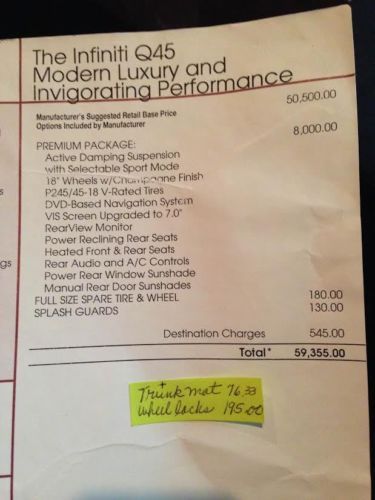 The Infiniti Q45
Modern Luxury and
Invigorating Performance
Manufacturer's Suggested Retail Base Price 50,500.00
Options Included by Manufacturer
8,000.00
PREMIUM PACKAGE:
Active Damping Suspension
with Selectable Sport Mode
18" Wheels w/Champagne Finish
P245/45-18 V-Rated Tires
DVD-Based Navigation System
VIS Screen Upgraded to 7.0"
RearView Monitor
Power Reclining Rear Seats
Heated Front & Rear Seats
Rear Audio and A/C Controls
Power Rear Window Sunshade
Manual Rear Door Sunshades
FULL SIZE SPARE TIRE & WHEEL 180.00
SPLASH GUARDS 130.00
Destination Charges 545.00
Total* 59,355.00
Trunk mat 76.33
wheel locks 195.00
s
gs